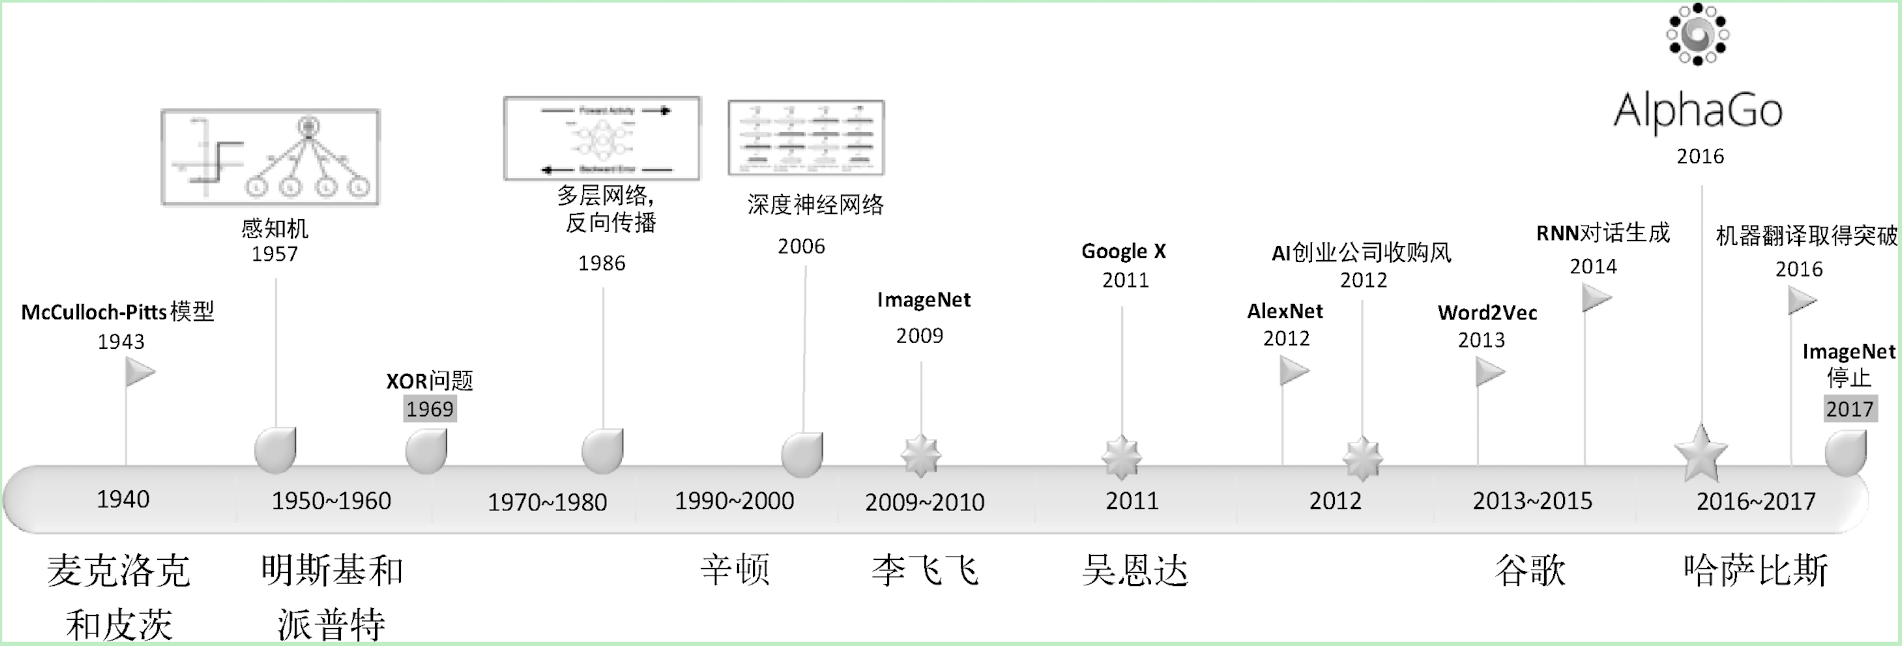 AlphaGo
2016
Foward Activity
Backward Error
感知机
1957
多层网络,
反向传播
1986
深度神经网络
2006
McCulloch-Pitts模型
1943
XOR问题
1969
ImageNet
2009
Google X
2011
AI创业公司收购风
2012
AlexNet
2012
Word2Vec
2013
RNN对话生成
2014
机器翻译取得突破
2016
ImageNet
停止
2017
1940
1950~1960
1970~1980
1990~2000
2009~2010
2011
2012
2013~2015
2016~2017
麦克洛克
和皮茨
明斯基和
派普特
辛顿
李飞飞
吴恩达
谷歌
哈萨比斯